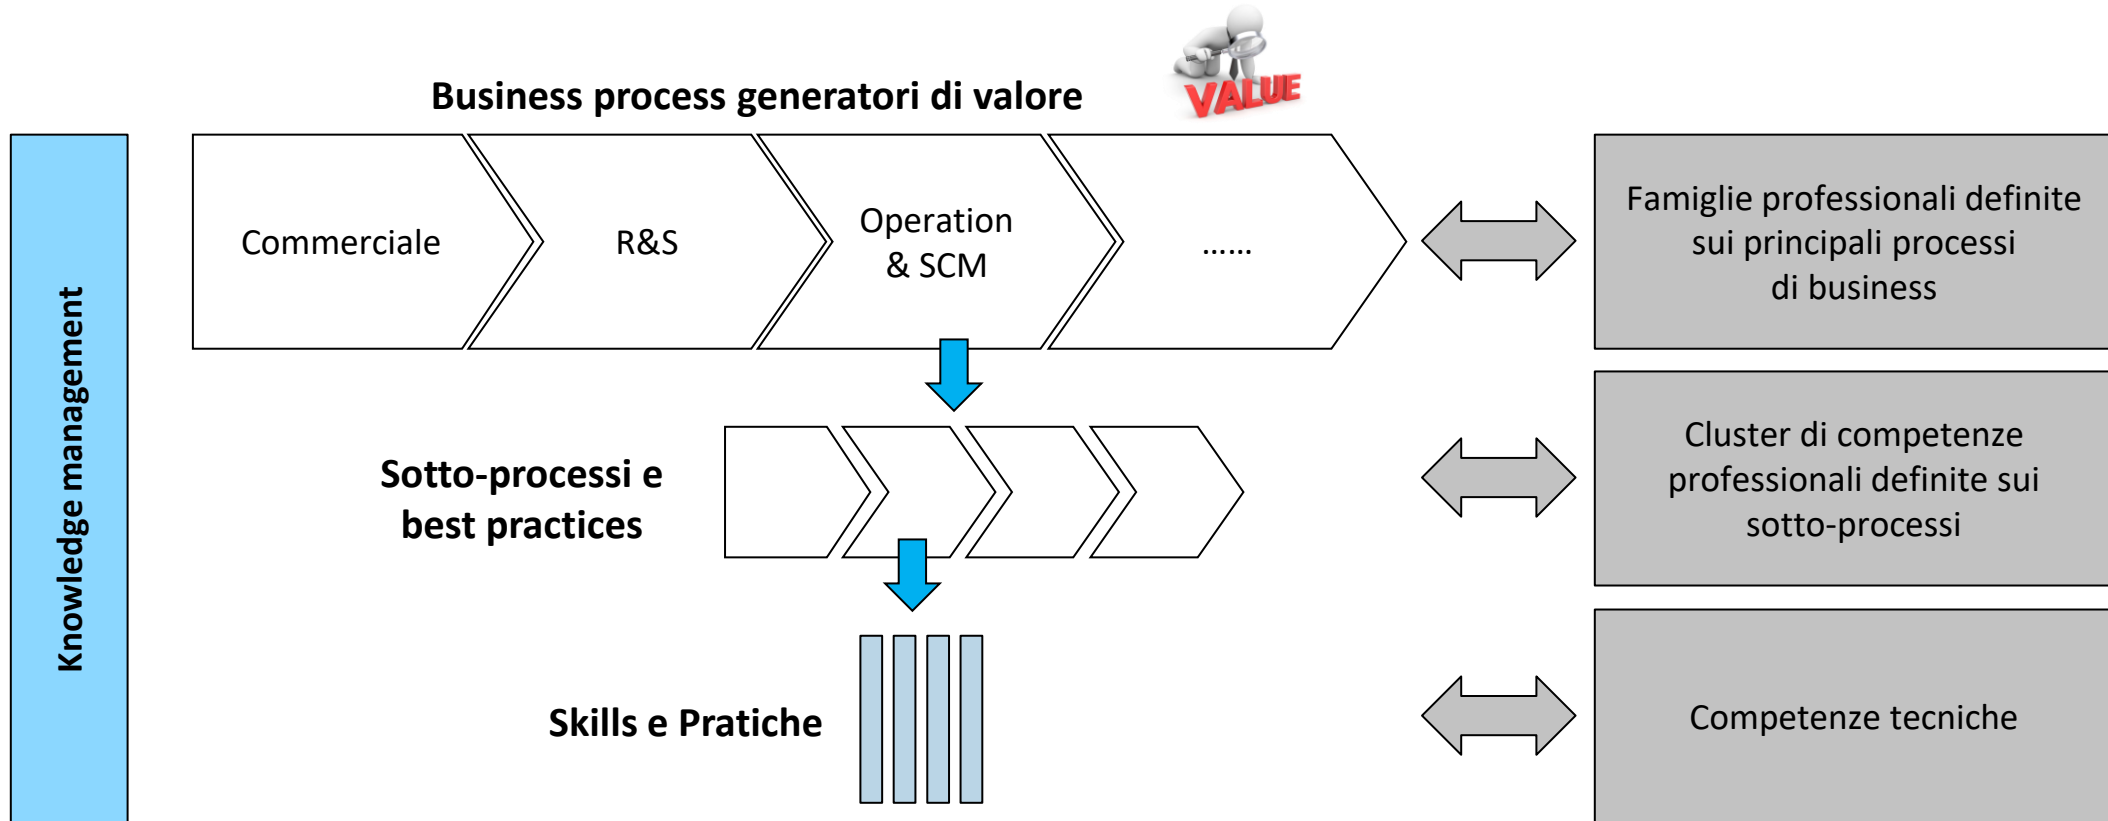 VALUE
Business process generatori di valore
Knowledge management
Commerciale
R&S
Operation
& SCM
......
Famiglie professionali definite
sui principali processi
di business
Sotto-processi e
best practices
Cluster di competenze
professionali definite sui
sotto-processi
Skills e Pratiche
Competenze tecniche